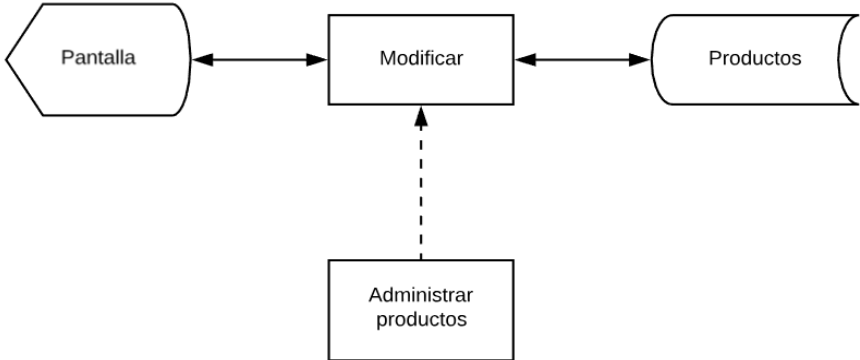 Pantalla
Modificar
Productos
Administrar
productos